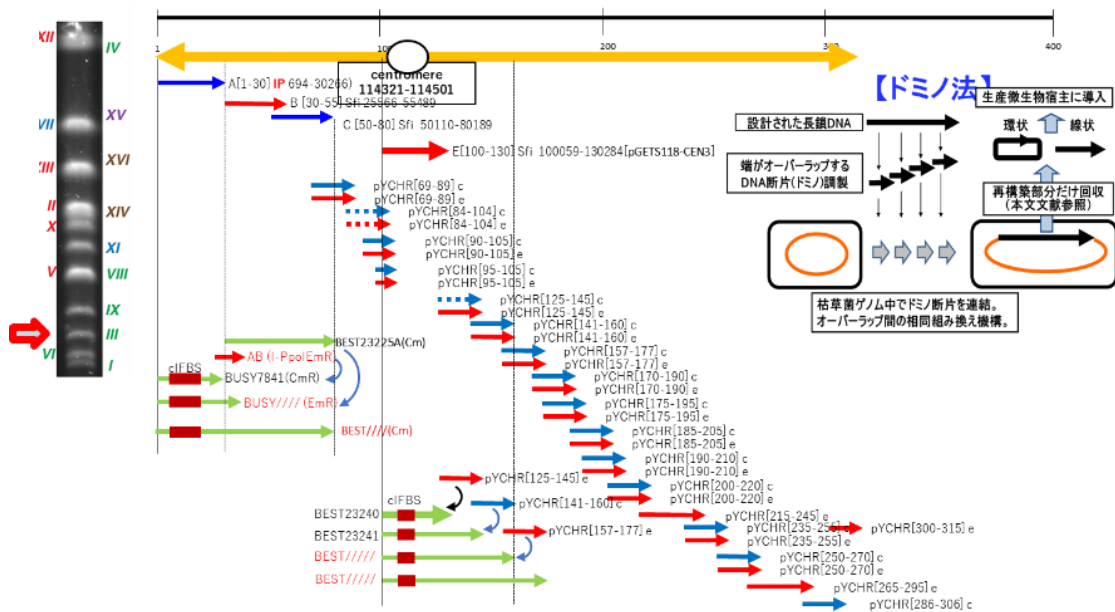 XII
IV
XV
VII
XVI
XIII
II
XIV
X
XI
V
VIII
IX
III
VI
I
1
100
200
300
400
centromere
114321-114501
A[1-30] IP 694-30266)
B [30-55] Sfi 25566-55489
C [50-80] Sfi 50110-80189
E[100-130] Sfi 100059-130284[pGETS118-CEN3]
pYCHR[69-89] c
pYCHR[69-89] e
pYCHR[84-104] c
pYCHR[84-104] e
pYCHR[90-105] c
pYCHR[90-105] e
pYCHR[95-105] c
pYCHR[95-105] e
pYCHR[125-145] c
pYCHR[125-145] e
pYCHR[141-160] c
pYCHR[141-160] e
pYCHR[157-177] c
pYCHR[157-177] e
pYCHR[170-190] c
pYCHR[170-190] e
pYCHR[175-195] c
pYCHR[175-195] e
pYCHR[185-205] c
pYCHR[185-205] e
pYCHR[190-210] c
pYCHR[190-210] e
pYCHR[200-220] c
pYCHR[200-220] e
pYCHR[215-245] e
pYCHR[235-255] c
pYCHR[300-315] e
pYCHR[235-255] e
pYCHR[250-270] c
pYCHR[250-270] e
pYCHR[265-295] e
pYCHR[286-306] c
BEST23225A(Cm)
AB (I-PpoIEmR)
cIFBS
BUSY7841(CmR)
BUSY//// (EmR)
BEST////(Cm)
pYCHR[125-145] e
cIFBS
pYCHR[141-160] c
BEST23240
BEST23241
pYCHR[157-177] e
BEST/////
BEST/////
【ドミノ法】
生産微生物宿主に導入
設計された長鎖DNA
環状
線状
端がオーバーラップする
DNA断片(ドミノ)調製
再構築部分だけ回収
(本文文献参照)
枯草菌ゲノム中でドミノ断片を連結。
オーバーラップ間の相同組み換え機構。